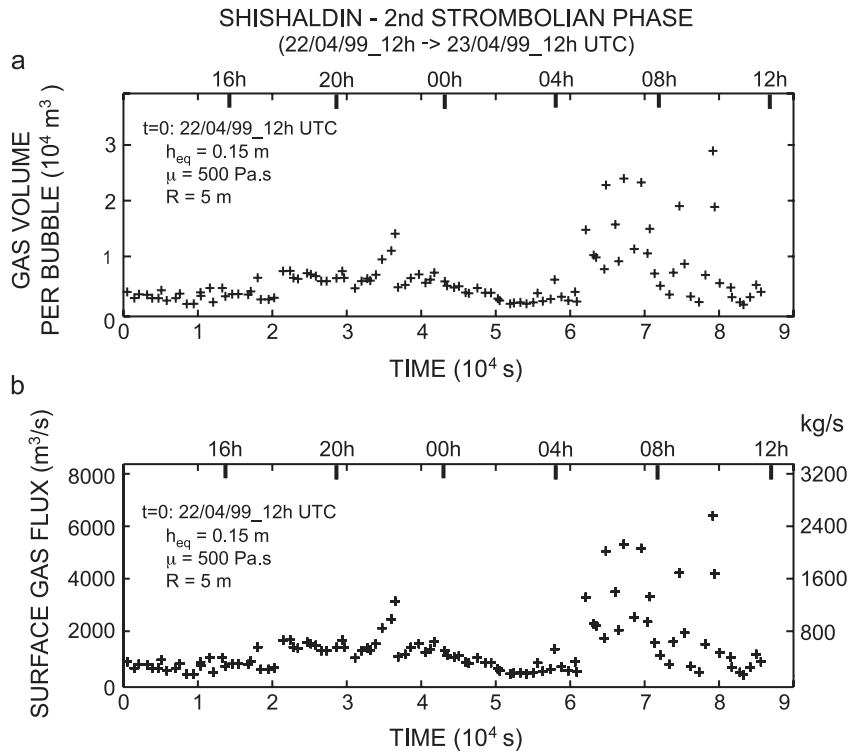 SHISHALDIN - 2nd STROMBOLIAN PHASE
(22/04/99_12h -> 23/04/99_12h UTC)
a
16h 20h 00h 04h 08h 12h
GAS VOLUME
PER BUBBLE (10⁴ m³)
3
2
1
0
t=0: 22/04/99_12h UTC
h_eq = 0.15 m
μ = 500 Pa.s
R = 5 m
0 1 2 3 4 5 6 7 8 9
TIME (10⁴ s)
b
kg/s
16h 20h 00h 04h 08h 12h
SURFACE GAS FLUX (m³/s)
8000
6000
4000
2000
0
t=0: 22/04/99_12h UTC
h_eq = 0.15 m
μ = 500 Pa.s
R = 5 m
3200
2400
1600
800
0 1 2 3 4 5 6 7 8 9
TIME (10⁴ s)